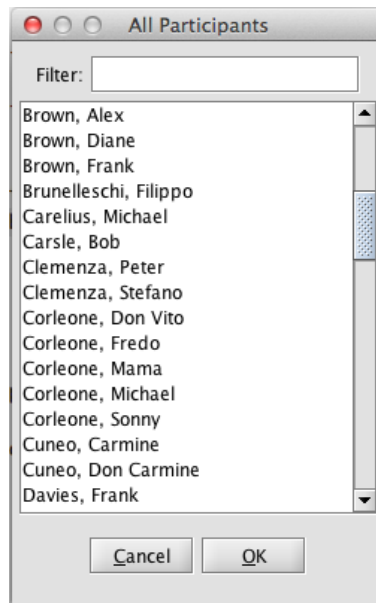 All Participants
Filter:
Brown, Alex
Brown, Diane
Brown, Frank
Brunelleschi, Filippo
Carelius, Michael
Carsle, Bob
Clemenza, Peter
Clemenza, Stefano
Corleone, Don Vito
Corleone, Fredo
Corleone, Mama
Corleone, Michael
Corleone, Sonny
Cuneo, Carmine
Cuneo, Don Carmine
Davies, Frank
Cancel OK